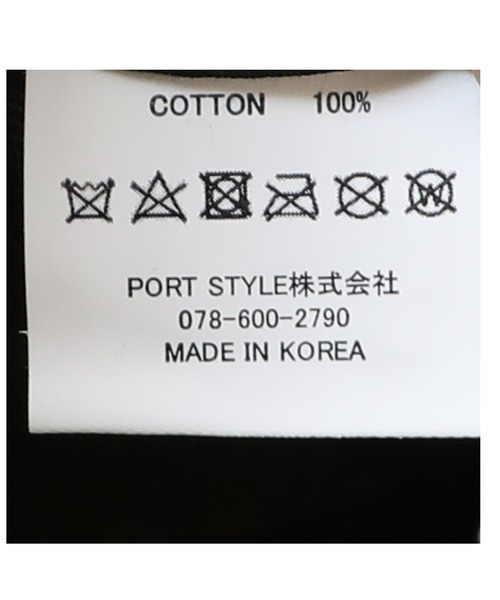 COTTON 100%
PORT STYLE株式会社
078-600-2790
MADE IN KOREA